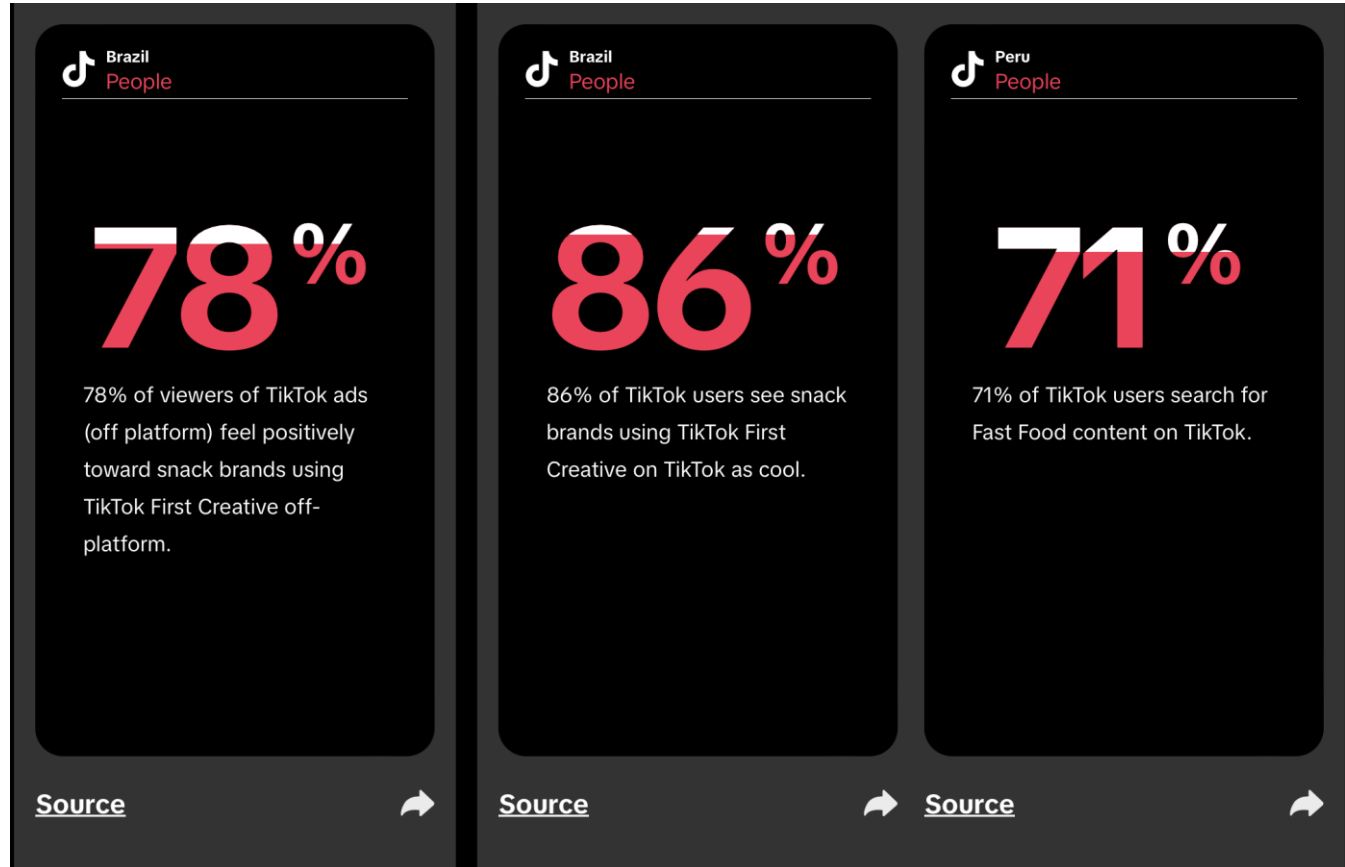 Brazil
People
78%
78% of viewers of TikTok ads
(off platform) feel positively
toward snack brands using
TikTok First Creative off-
platform.
Source
Brazil
People
86%
86% of TikTok users see snack
brands using TikTok First
Creative on TikTok as cool.
Source
Peru
People
71%
71% of TikTok users search for
Fast Food content on TikTok.
Source